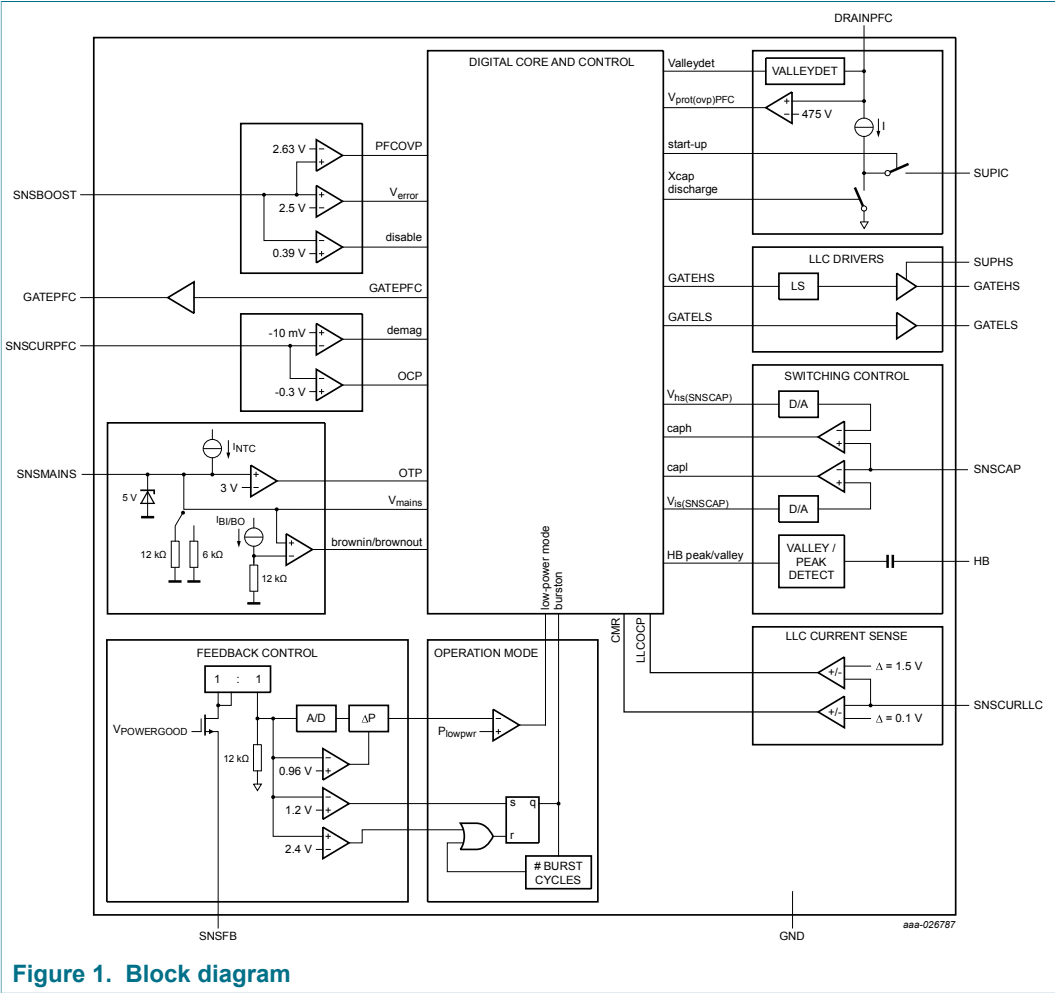 DRAINPFC
DIGITAL CORE AND CONTROL
Valleydet
VALLEYDET
Vprot(ovp)PFC
+
−
475 V
I
start-up
Xcap
discharge
SUPIC
2.63 V
−
+
PFCOVP
SNSBOOST
+
−
2.5 V
Verror
−
+
0.39 V
disable
GATEPFC
GATEPFC
LLC DRIVERS
SUPHS
GATEHS
LS
GATEHS
GATELS
GATELS
-10 mV
+
−
demag
SNSCURPFC
−
+
-0.3 V
OCP
SWITCHING CONTROL
Vhs(SNSCAP)
D/A
caph
−
+
capl
−
+
SNSCAP
Vis(SNSCAP)
D/A
HB peak/valley
VALLEY /
PEAK
DETECT
HB
INTC
SNSMAINS
+
−
3 V
OTP
5 V
Vmains
IBI/BO
+
−
brownin/brownout
12 kΩ
6 kΩ
12 kΩ
low-power mode
burston
CMR
LLCOCP
LLC CURRENT SENSE
+/-
Δ = 1.5 V
+/-
Δ = 0.1 V
SNSCURLLC
FEEDBACK CONTROL
1 : 1
VPOWERGOOD
12 kΩ
A/D
ΔP
−
+
0.96 V
−
+
1.2 V
+
−
2.4 V
OPERATION MODE
Plowpwr
−
+
s q
r
# BURST
CYCLES
SNSFB
GND
aaa-026787
Figure 1. Block diagram